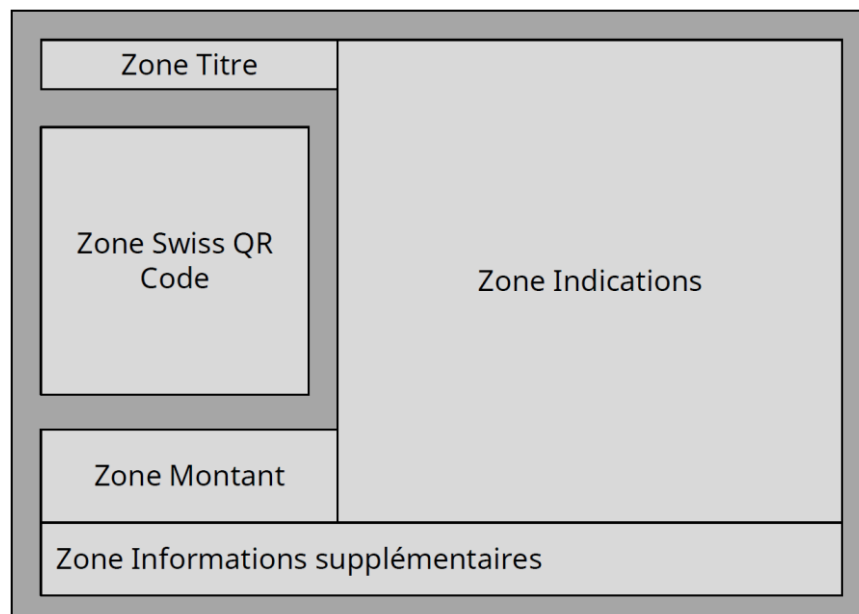 Zone Titre
Zone Swiss QR
Code
Zone Indications
Zone Montant
Zone Informations supplémentaires